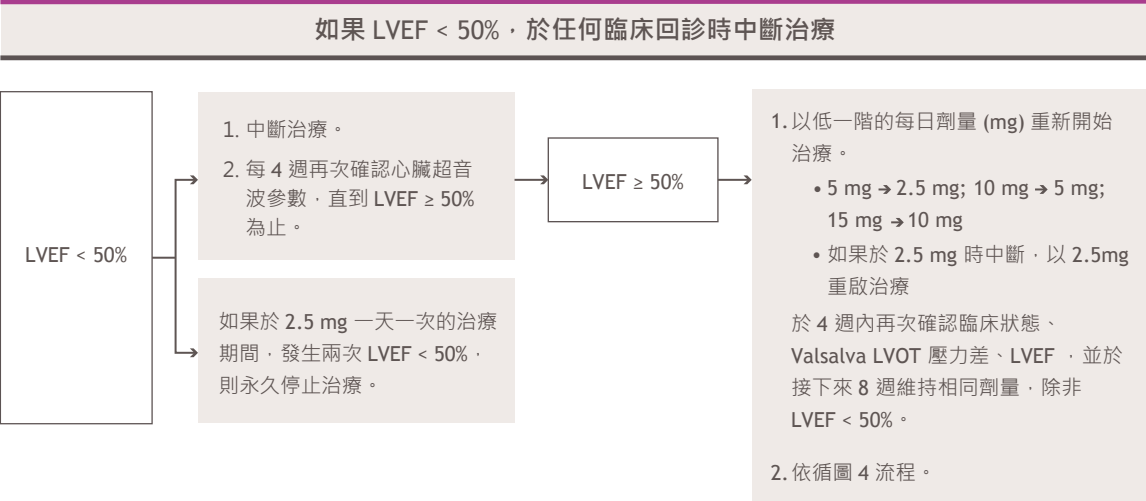 如果 LVEF < 50%，於任何臨床回診時中斷治療
LVEF < 50%
1. 中斷治療。
2. 每 4 週再次確認心臟超音
波參數，直到 LVEF ≥ 50%
為止。
如果於 2.5 mg 一天一次的治療
期間，發生兩次 LVEF < 50%，
則永久停止治療。
LVEF ≥ 50%
1. 以低一階的每日劑量 (mg) 重新開始
治療。
• 5 mg → 2.5 mg; 10 mg → 5 mg;
15 mg → 10 mg
• 如果於 2.5 mg 時中斷，以 2.5mg
重啟治療
於 4 週內再次確認臨床狀態、
Valsalva LVOT 壓力差、LVEF ，並於
接下來 8 週維持相同劑量，除非
LVEF < 50%。
2. 依循圖 4 流程。